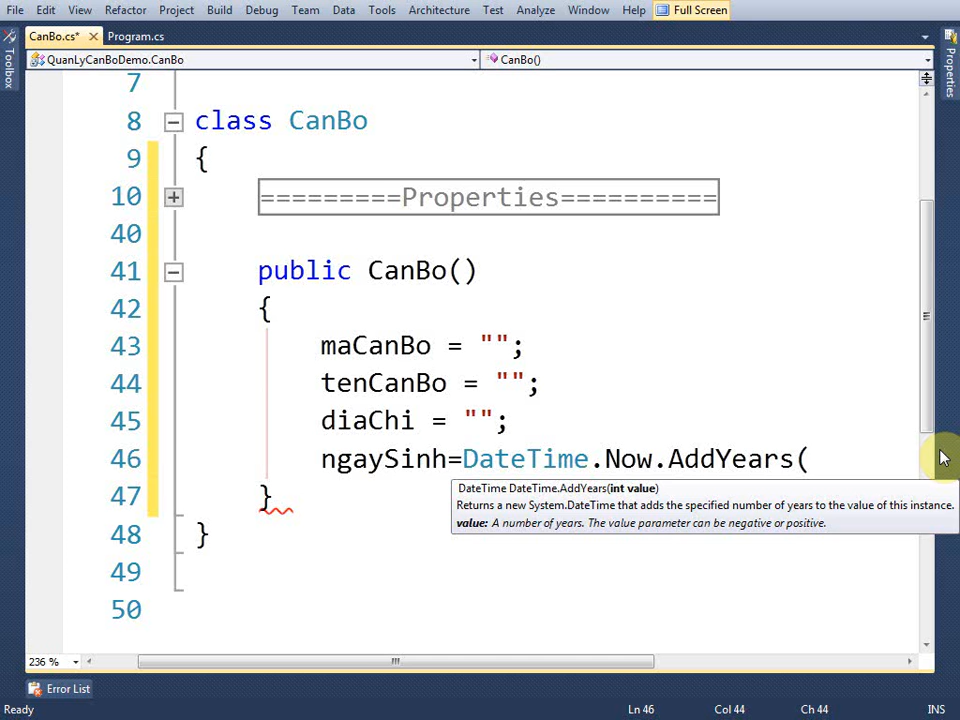 File Edit View Refactor Project Build Debug Team Data Tools Architecture Test Analyze Window Help Full Screen
CanBo.cs* Program.cs
QuanLyCanBoDemo.CanBo CanBo()
Toolbox
Properties
7
8 class CanBo
9 {
10 =========Properties==========
40
41 public CanBo()
42 {
43 maCanBo = "";
44 tenCanBo = "";
45 diaChi = "";
46 ngaySinh=DateTime.Now.AddYears(
47 }
DateTime DateTime.AddYears(int value)
Returns a new System.DateTime that adds the specified number of years to the value of this instance.
value: A number of years. The value parameter can be negative or positive.
48 }
49
50
236 %
Error List
Ready Ln 46 Col 44 Ch 44 INS